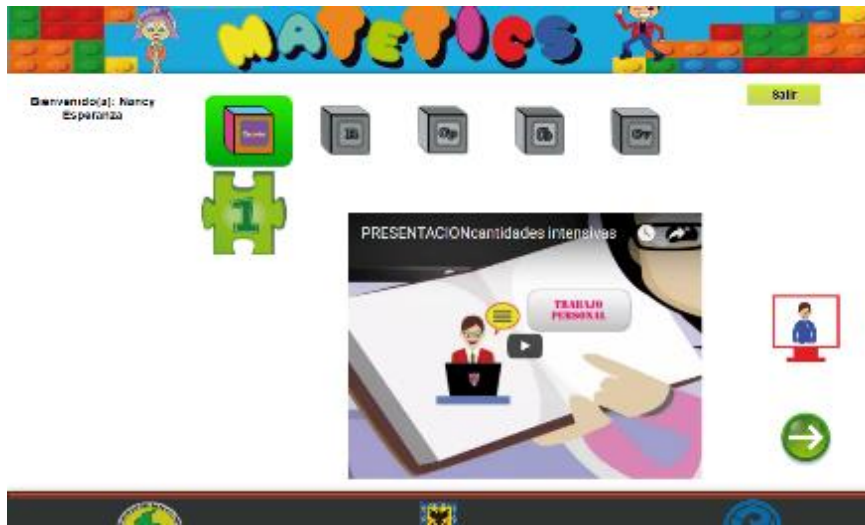 MATETICS
Bienvenido(a): Nancy
Esperanza
Salir
1
PRESENTACIONcantidades intensivas
TRABAJO
PERSONAL